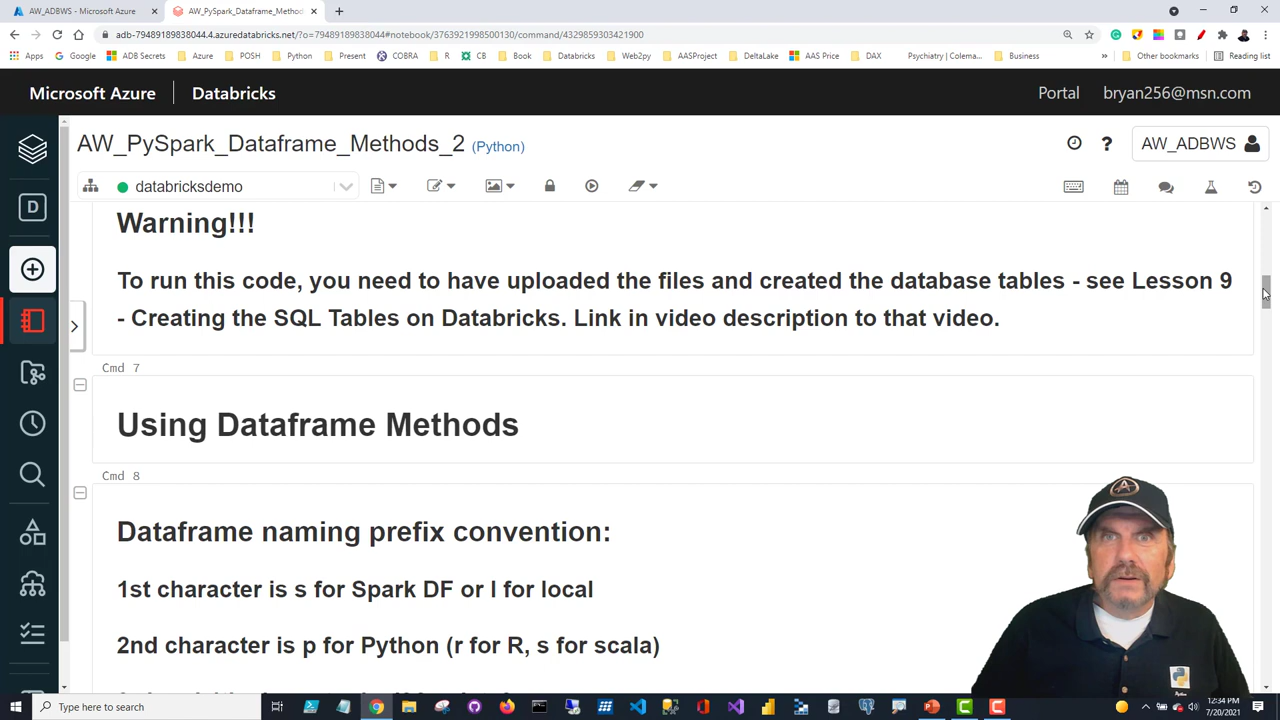 AW_ADBWS - Microsoft Azure
AW_PySpark_Dataframe_Method
adb-79489189838044.4.azuredatabricks.net/?o=79489189838044#notebook/3763921998500130/command/4329859303421900
Apps Google ADB Secrets Azure POSH Python Present COBRA R CB Book Databricks Web2py AASProject DeltaLake AAS Price DAX Psychiatry | Colema... Business Other bookmarks Reading list
Microsoft Azure Databricks Portal bryan256@msn.com
AW_PySpark_Dataframe_Methods_2 (Python)
AW_ADBWS
D
databricksdemo
Warning!!!
To run this code, you need to have uploaded the files and created the database tables - see Lesson 9
- Creating the SQL Tables on Databricks. Link in video description to that video.
Cmd 7
Using Dataframe Methods
Cmd 8
Dataframe naming prefix convention:
1st character is s for Spark DF or l for local
2nd character is p for Python (r for R, s for scala)
Python
Type here to search
12:34 PM
7/20/2021